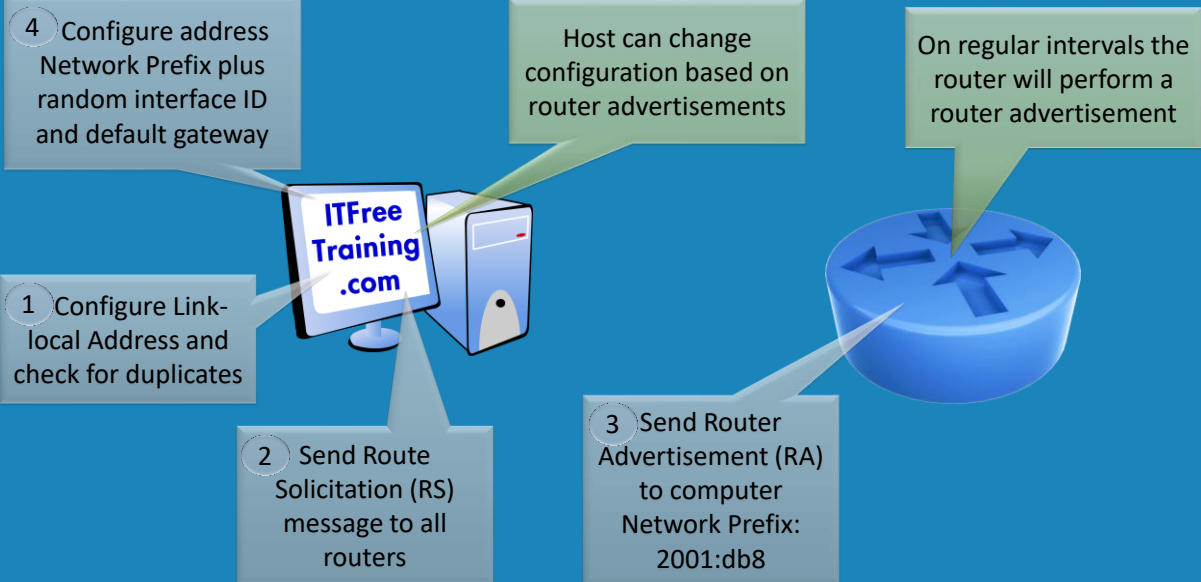 4 Configure address
Network Prefix plus
random interface ID
and default gateway
Host can change
configuration based on
router advertisements
On regular intervals the
router will perform a
router advertisement
ITFree
Training
.com
1 Configure Link-
local Address and
check for duplicates
2 Send Route
Solicitation (RS)
message to all
routers
3 Send Router
Advertisement (RA)
to computer
Network Prefix:
2001:db8